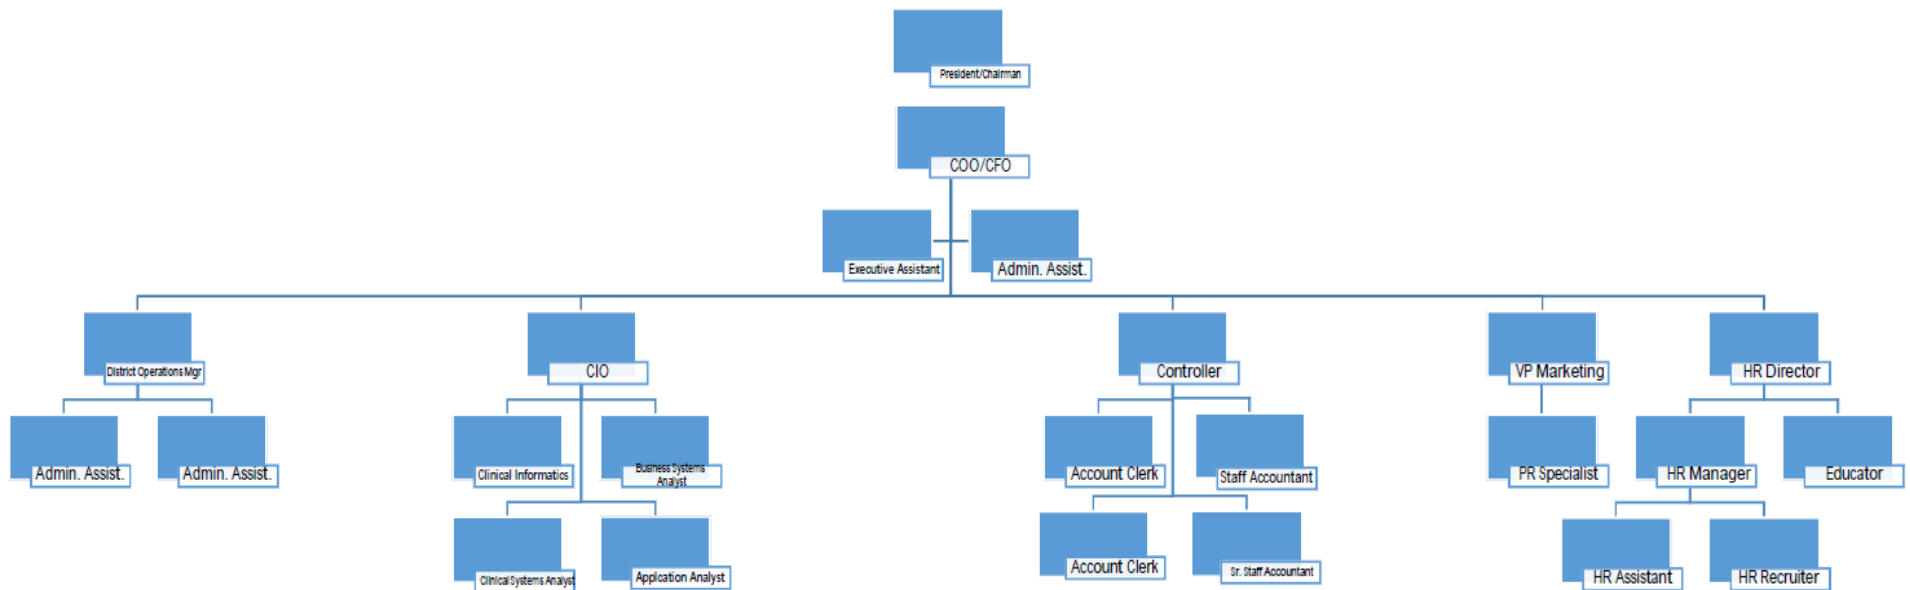 President/Chairman
COO/CFO
Executive Assistant
Admin. Assist.
District Operations Mgr
CIO
Controller
VP Marketing
HR Director
Admin. Assist.
Admin. Assist.
Clinical Informatics
Business Systems
Analyst
Account Clerk
Staff Accountant
PR Specialist
HR Manager
Educator
Clinical Systems Analyst
Application Analyst
Account Clerk
Sr. Staff Accountant
HR Assistant
HR Recruiter